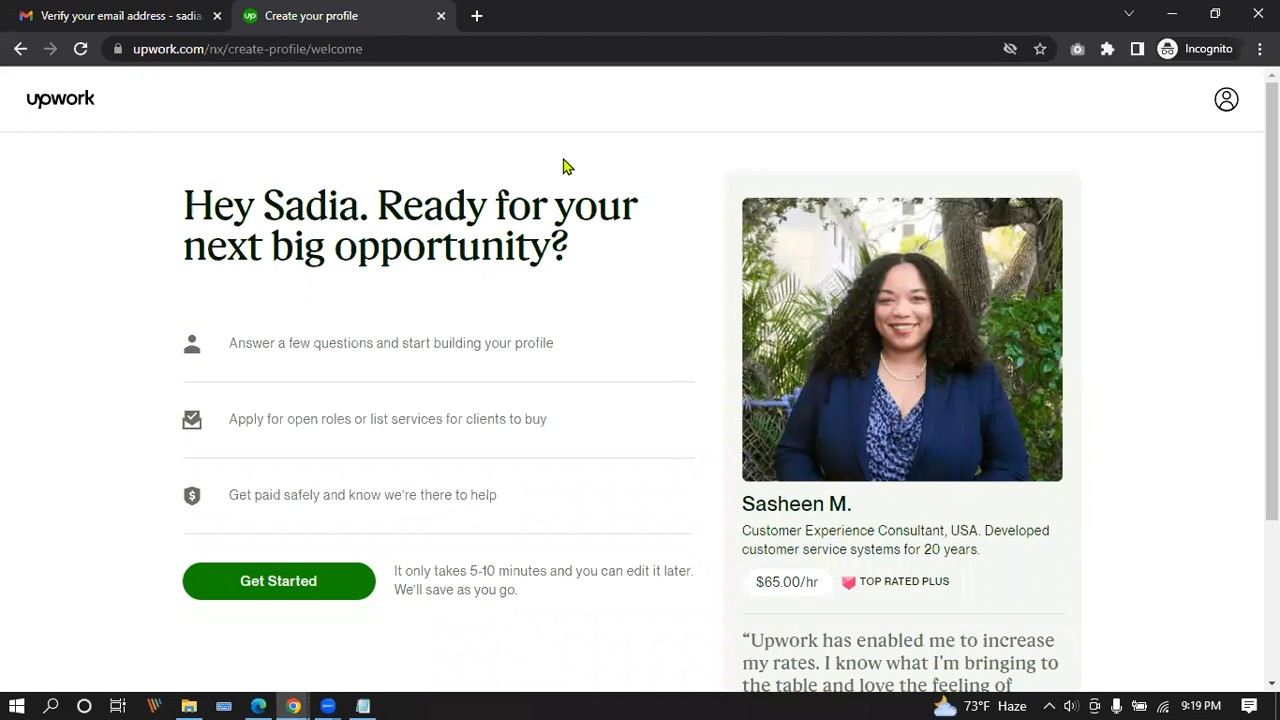 Verify your email address - sadia
Create your profile
upwork.com/nx/create-profile/welcome
Incognito
upwork
Hey Sadia. Ready for your
next big opportunity?
Answer a few questions and start building your profile
Apply for open roles or list services for clients to buy
Get paid safely and know we're there to help
Get Started
It only takes 5-10 minutes and you can edit it later.
We'll save as you go.
Sasheen M.
Customer Experience Consultant, USA. Developed
customer service systems for 20 years.
$65.00/hr
TOP RATED PLUS
“Upwork has enabled me to increase
my rates. I know what I'm bringing to
the table and love the feeling of
73°F Haze
9:19 PM